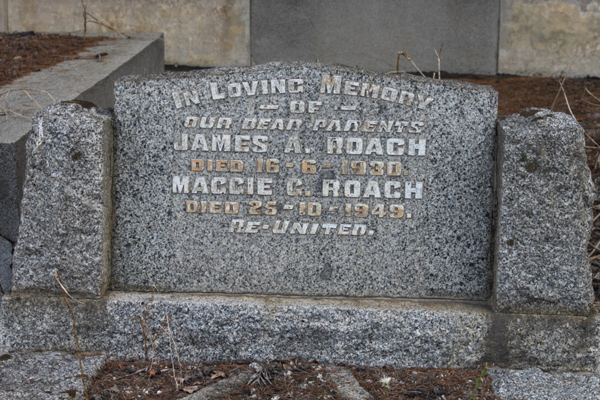 IN LOVING MEMORY
- OF -
OUR DEAR PARENTS
JAMES A. ROACH
DIED 16-6-1930.
MAGGIE G. ROACH
DIED 25-10-1949.
RE-UNITED.